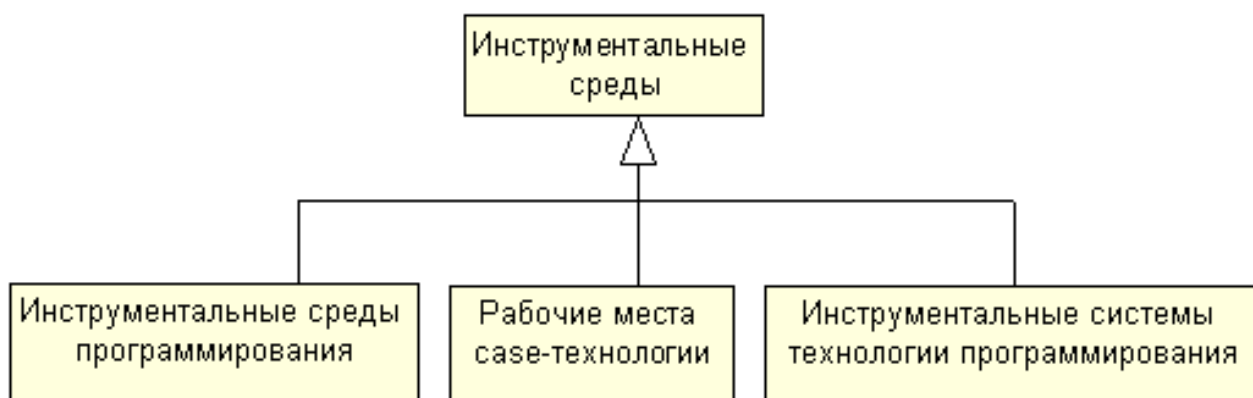 Инструментальные
среды
Инструментальные среды
программирования
Рабочие места
case-технологии
Инструментальные системы
технологии программирования